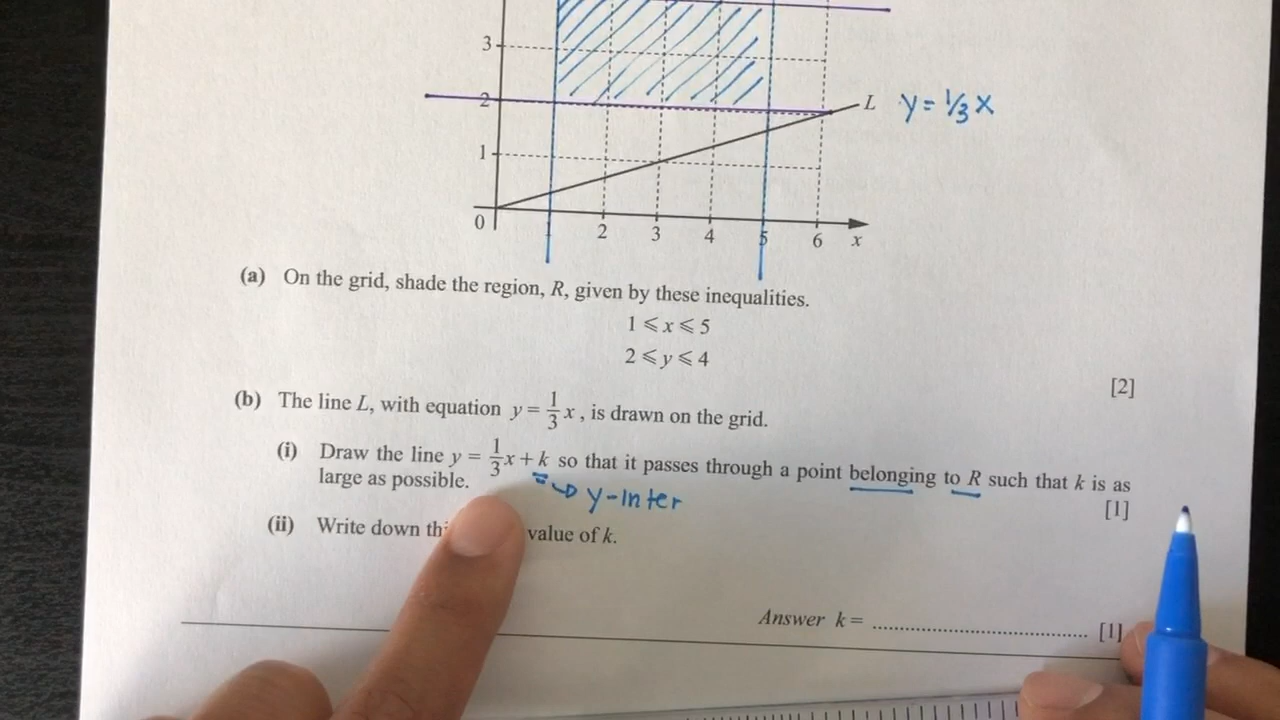 3
2
L y = 1/3 x
1
0 2 3 4 5 6 x
(a) On the grid, shade the region, R, given by these inequalities.
1 ⩽ x ⩽ 5
2 ⩽ y ⩽ 4
[2]
(b) The line L, with equation y = 1/3 x , is drawn on the grid.
(i) Draw the line y = 1/3 x + k so that it passes through a point belonging to R such that k is as
large as possible.
y-inter
[1]
(ii) Write down value of k.
Answer k = ........................................ [1]